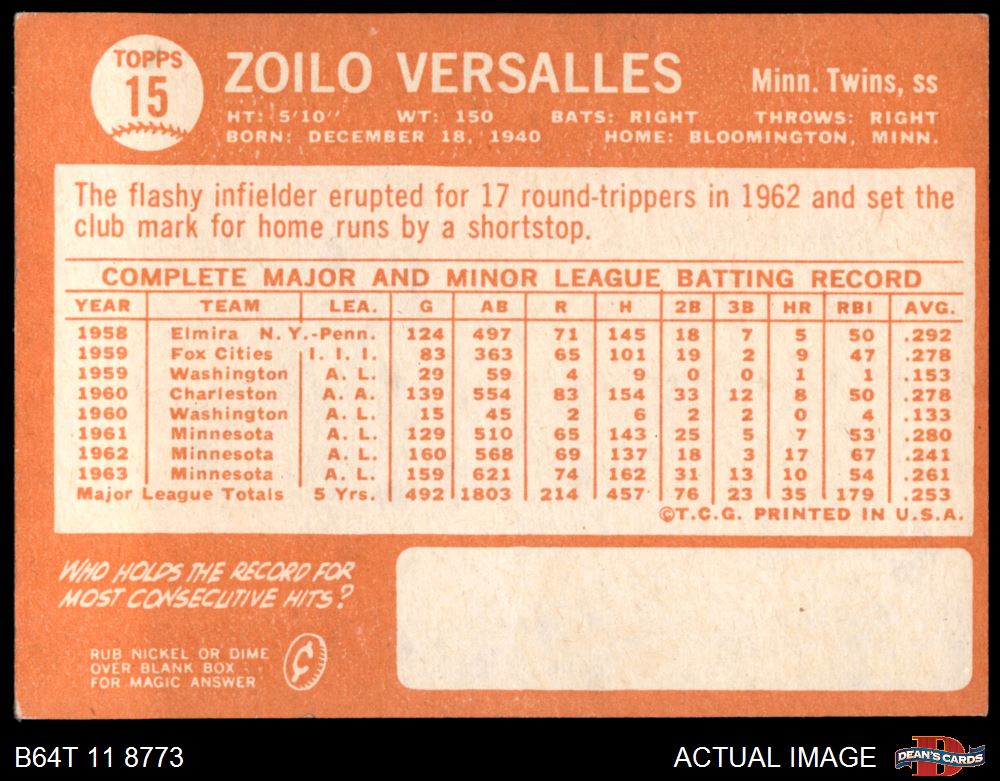 TOPPS
15
ZOILO VERSALLES
Minn. Twins, ss
HT: 5'10" WT: 150 BATS: RIGHT THROWS: RIGHT
BORN: DECEMBER 18, 1940 HOME: BLOOMINGTON, MINN.
The flashy infielder erupted for 17 round-trippers in 1962 and set the
club mark for home runs by a shortstop.
COMPLETE MAJOR AND MINOR LEAGUE BATTING RECORD
YEAR TEAM LEA. G AB R H 2B 3B HR RBI AVG.
1958 Elmira N. Y.-Penn. 124 497 71 145 18 7 5 50 .292
1959 Fox Cities I. I. I. 83 363 65 101 19 2 9 47 .278
1959 Washington A. L. 29 59 4 9 0 0 1 1 .153
1960 Charleston A. A. 139 554 83 154 33 12 8 50 .278
1960 Washington A. L. 15 45 2 6 2 2 0 4 .133
1961 Minnesota A. L. 129 510 65 143 25 5 7 53 .280
1962 Minnesota A. L. 160 568 69 137 18 3 17 67 .241
1963 Minnesota A. L. 159 621 74 162 31 13 10 54 .261
Major League Totals 5 Yrs. 492 1803 214 457 76 23 35 179 .253
©T.C.G. PRINTED IN U.S.A.
WHO HOLDS THE RECORD FOR
MOST CONSECUTIVE HITS?
RUB NICKEL OR DIME
OVER BLANK BOX
FOR MAGIC ANSWER
¢
B64T 11 8773
ACTUAL IMAGE
D
DEAN'S CARDS